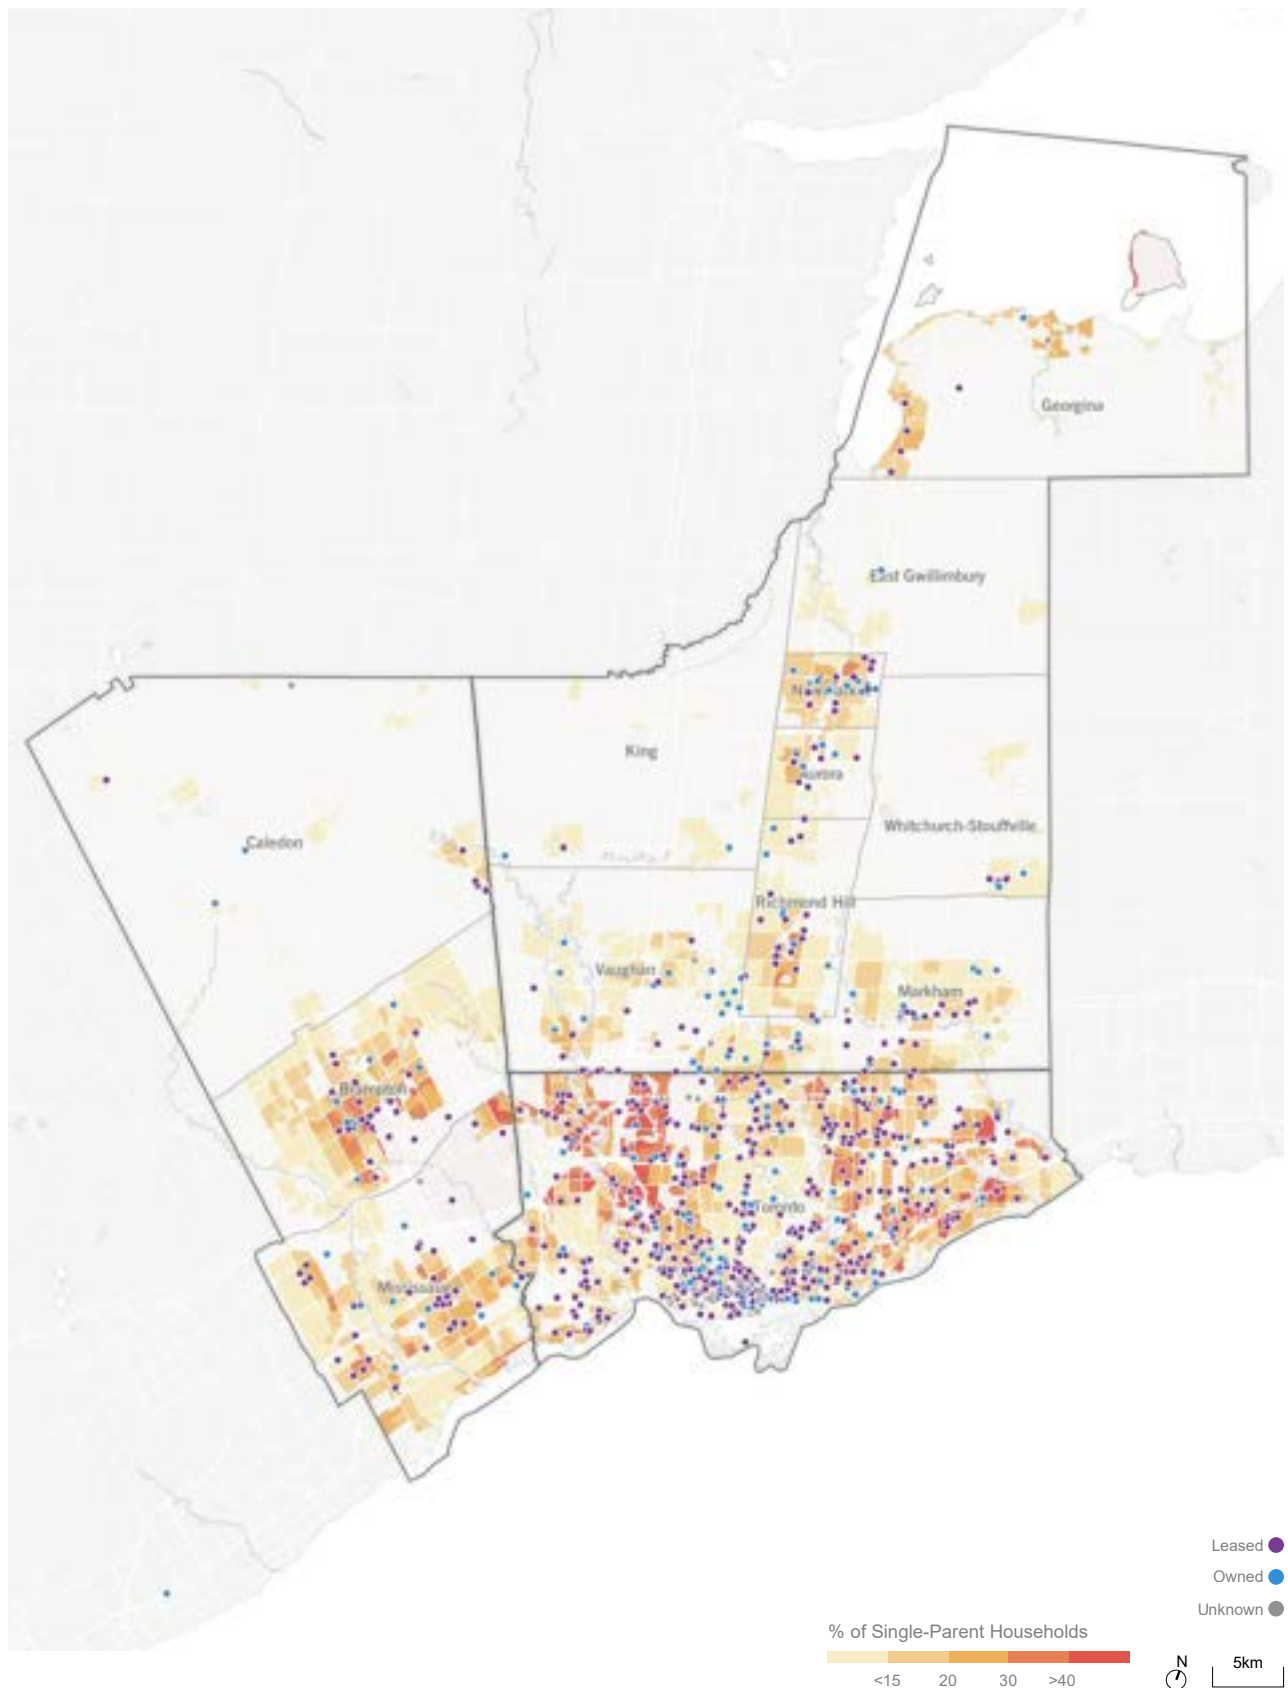 Georgina
East Gwillimbury
Newmarket
King
Aurora
Whitchurch-Stouffville
Caledon
Richmond Hill
Vaughan
Markham
Brampton
Toronto
Mississauga
Leased
Owned
Unknown
% of Single-Parent Households
<15 20 30 >40
N
5km